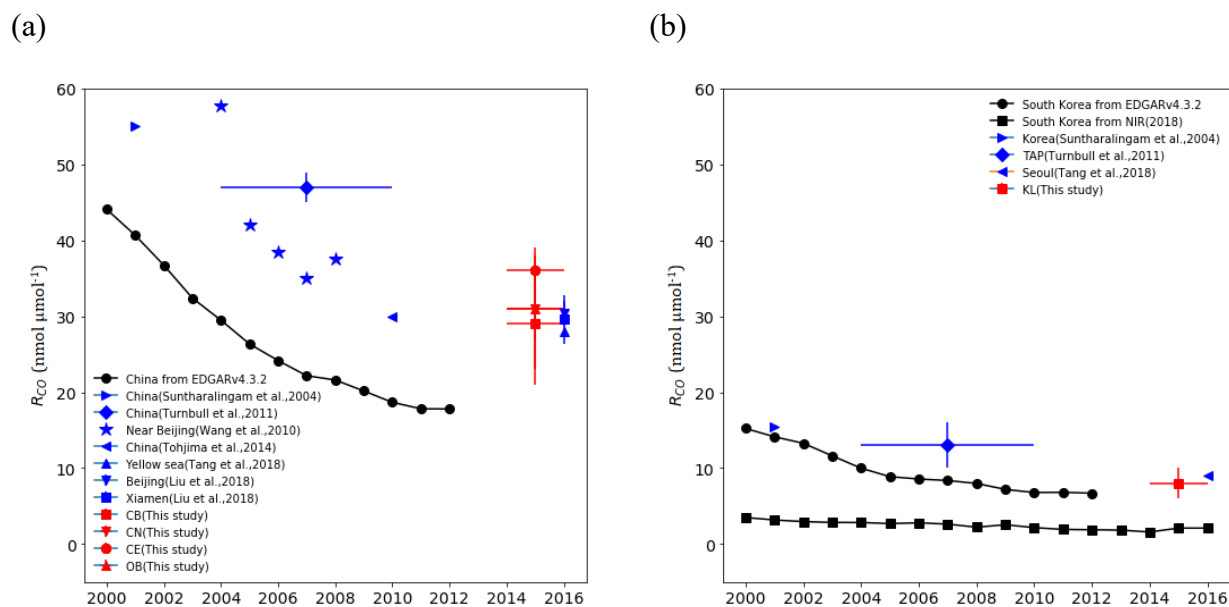 (a)
(b)
60
50
40
30
20
10
0
R_CO (nmol μmol⁻¹)
China from EDGARv4.3.2
China(Suntharalingam et al.,2004)
China(Turnbull et al.,2011)
Near Beijing(Wang et al.,2010)
China(Tohjima et al.,2014)
Yellow sea(Tang et al.,2018)
Beijing(Liu et al.,2018)
Xiamen(Liu et al.,2018)
CB(This study)
CN(This study)
CE(This study)
OB(This study)
2000 2002 2004 2006 2008 2010 2012 2014 2016
60
50
40
30
20
10
0
R_CO (nmol μmol⁻¹)
South Korea from EDGARv4.3.2
South Korea from NIR(2018)
Korea(Suntharalingam et al.,2004)
TAP(Turnbull et al.,2011)
Seoul(Tang et al.,2018)
KL(This study)
2000 2002 2004 2006 2008 2010 2012 2014 2016